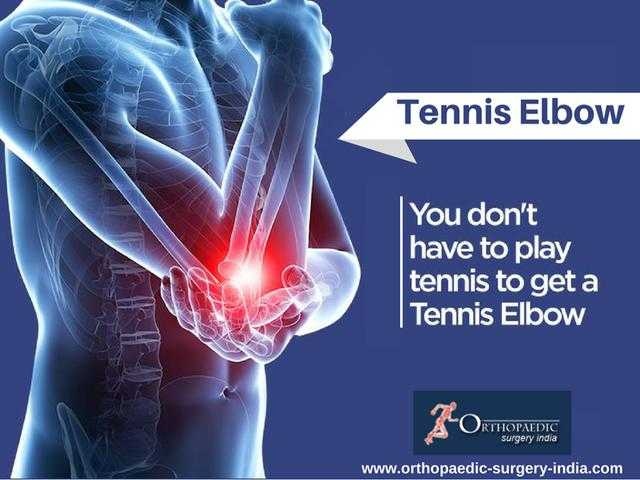 Tennis Elbow
You don't
have to play
tennis to get a
Tennis Elbow
ORTHOPAEDIC
surgery india
www.orthopaedic-surgery-india.com